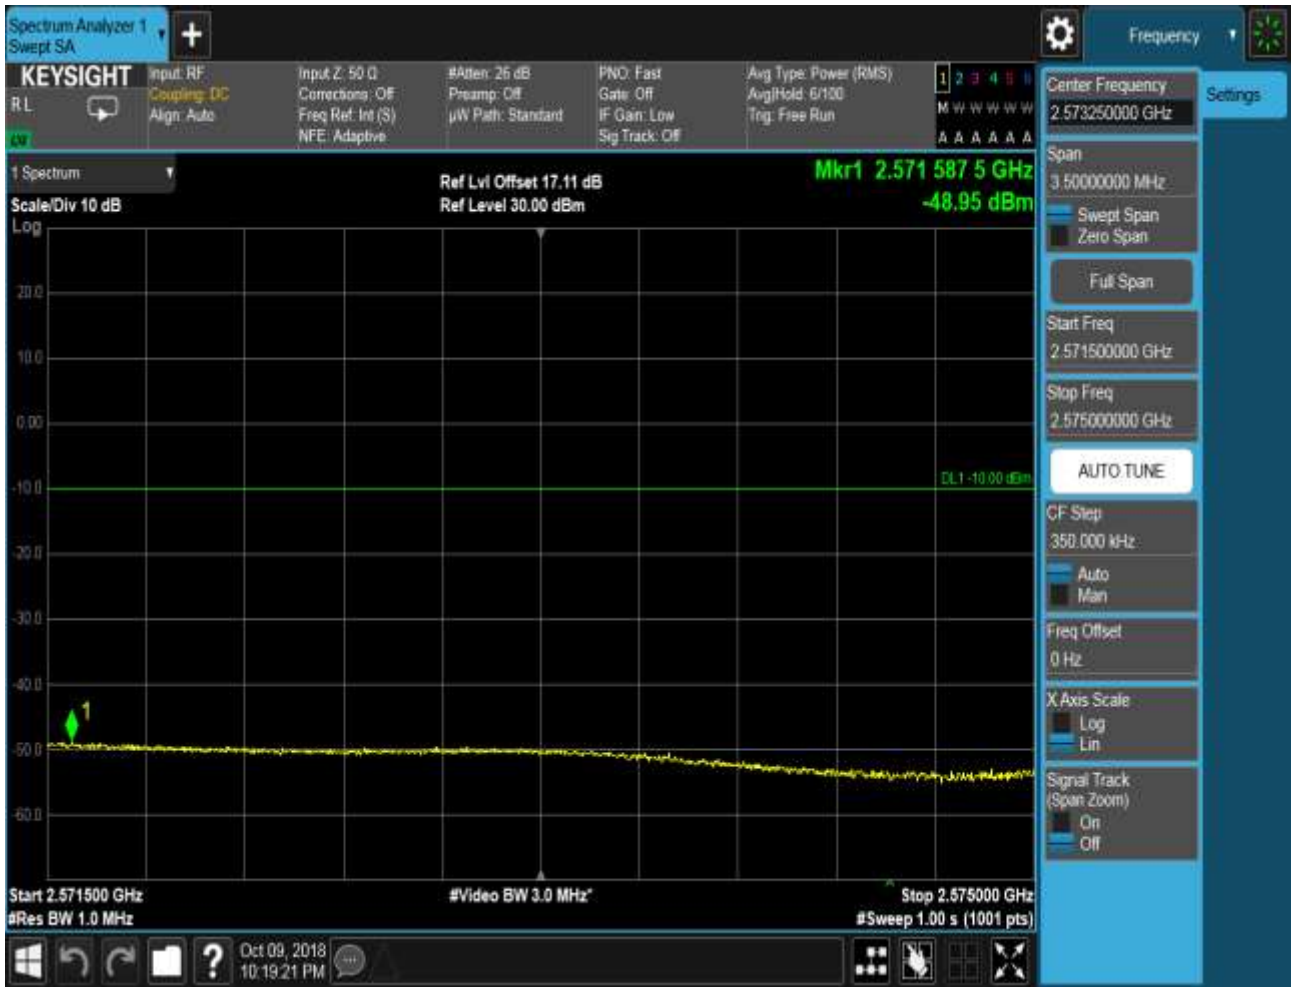 Spectrum Analyzer 1
Swept SA
+
Frequency
KEYSIGHT
RL
Input: RF
Coupling: DC
Align: Auto
Input Z: 50 Ω
Corrections: Off
Freq Ref: Int (S)
NFE: Adaptive
#Atten: 26 dB
Preamp: Off
µW Path: Standard
PNO: Fast
Gate: Off
IF Gain: Low
Sig Track: Off
Avg Type: Power (RMS)
Avg|Hold: 6/100
Trig: Free Run
1 2 3 4 5 6
M W W W W W
A A A A A A
1 Spectrum
Scale/Div 10 dB
Log
Ref Lvl Offset 17.11 dB
Ref Level 30.00 dBm
Mkr1 2.571 587 5 GHz
-48.95 dBm
20.0
10.0
0.00
-10.0
-20.0
-30.0
-40.0
-50.0
-60.0
DL1 -10.00 dBm
1
Start 2.571500 GHz
#Res BW 1.0 MHz
#Video BW 3.0 MHz*
Stop 2.575000 GHz
#Sweep 1.00 s (1001 pts)
Center Frequency
2.573250000 GHz
Settings
Span
3.50000000 MHz
Swept Span
Zero Span
Full Span
Start Freq
2.571500000 GHz
Stop Freq
2.575000000 GHz
AUTO TUNE
CF Step
350.000 kHz
Auto
Man
Freq Offset
0 Hz
X Axis Scale
Log
Lin
Signal Track
(Span Zoom)
On
Off
?
Oct 09, 2018
10:19:21 PM